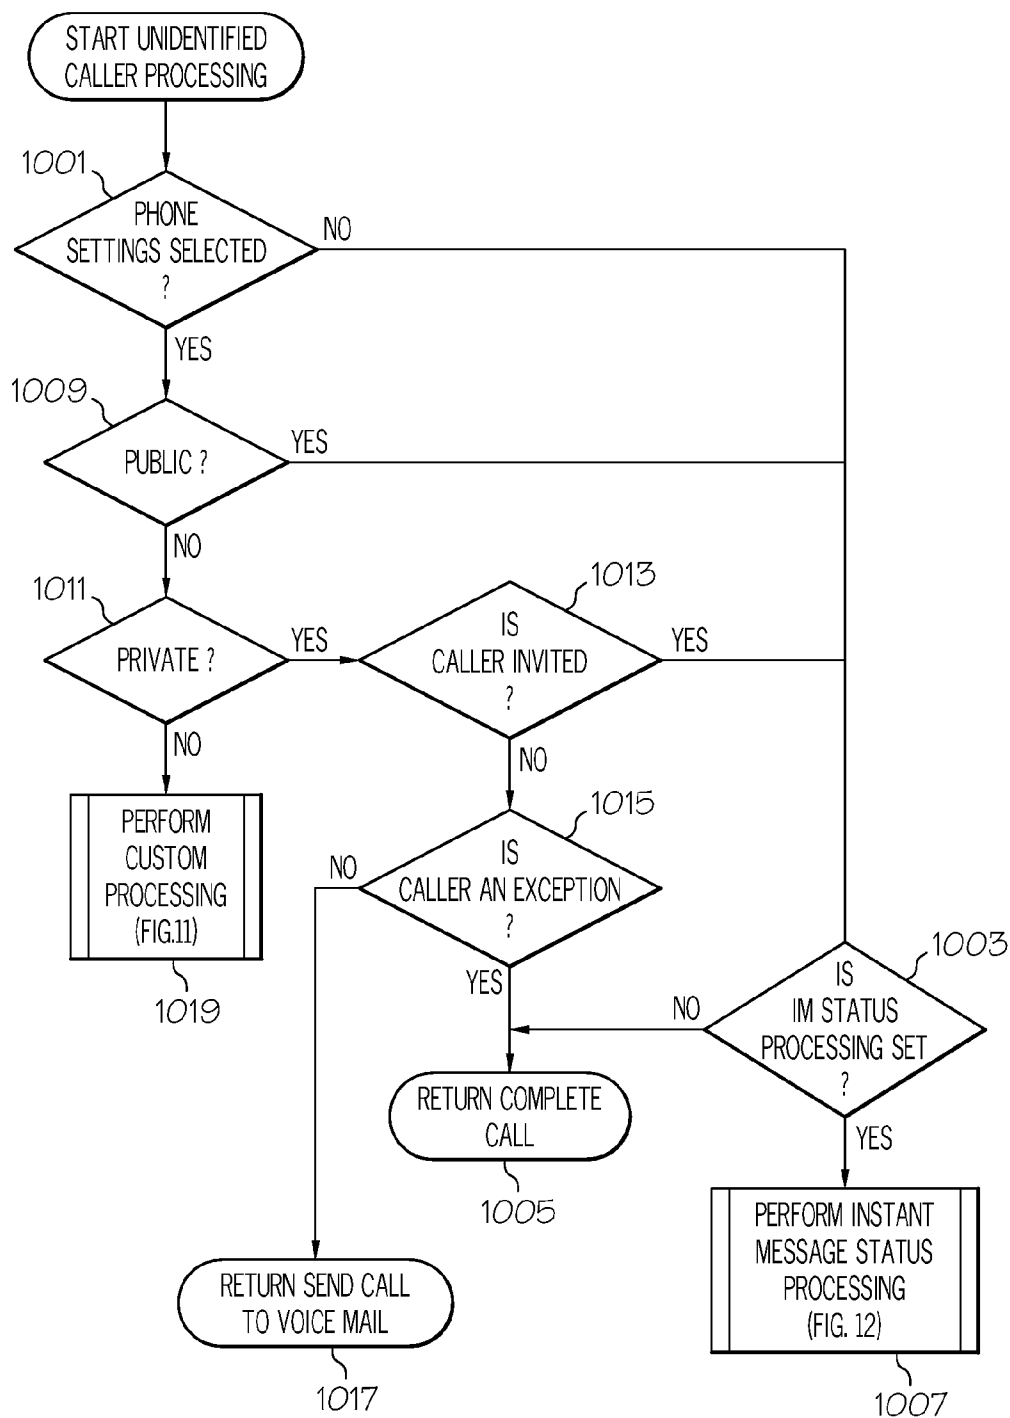 START UNIDENTIFIED
CALLER PROCESSING
1001
PHONE
SETTINGS SELECTED
?
NO
YES
1009
PUBLIC ?
YES
NO
1011
PRIVATE ?
YES
NO
1013
IS
CALLER INVITED
?
YES
NO
PERFORM
CUSTOM
PROCESSING
(FIG.11)
1019
1015
IS
CALLER AN EXCEPTION
?
NO
YES
1003
IS
IM STATUS
PROCESSING SET
?
NO
YES
RETURN COMPLETE
CALL
1005
PERFORM INSTANT
MESSAGE STATUS
PROCESSING
(FIG. 12)
1007
RETURN SEND CALL
TO VOICE MAIL
1017